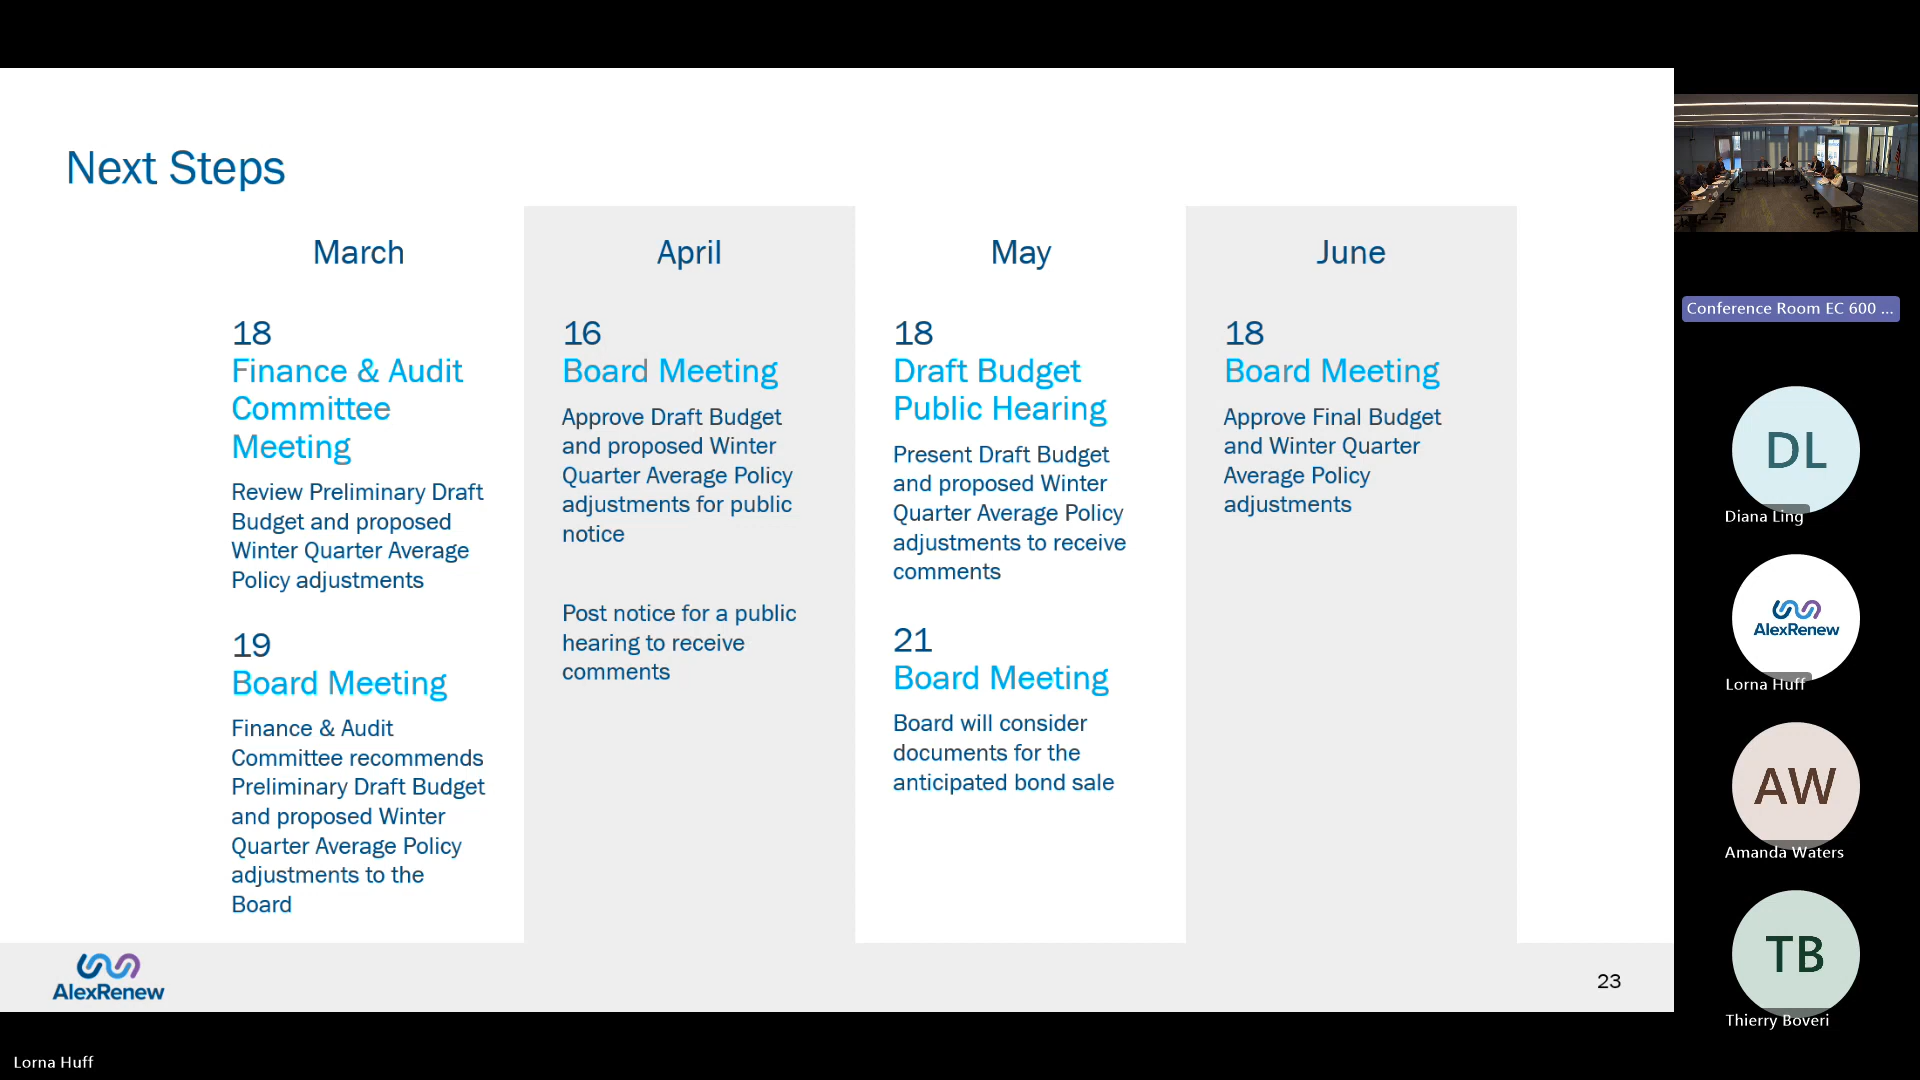 Next Steps
March
18
Finance & Audit
Committee
Meeting
Review Preliminary Draft
Budget and proposed
Winter Quarter Average
Policy adjustments
19
Board Meeting
Finance & Audit
Committee recommends
Preliminary Draft Budget
and proposed Winter
Quarter Average Policy
adjustments to the
Board
April
16
Board Meeting
Approve Draft Budget
and proposed Winter
Quarter Average Policy
adjustments for public
notice
Post notice for a public
hearing to receive
comments
May
18
Draft Budget
Public Hearing
Present Draft Budget
and proposed Winter
Quarter Average Policy
adjustments to receive
comments
21
Board Meeting
Board will consider
documents for the
anticipated bond sale
June
18
Board Meeting
Approve Final Budget
and Winter Quarter
Average Policy
adjustments
AlexRenew
23
Conference Room EC 600 ...
DL
Diana Ling
AlexRenew
Lorna Huff
AW
Amanda Waters
TB
Thierry Boveri
Lorna Huff